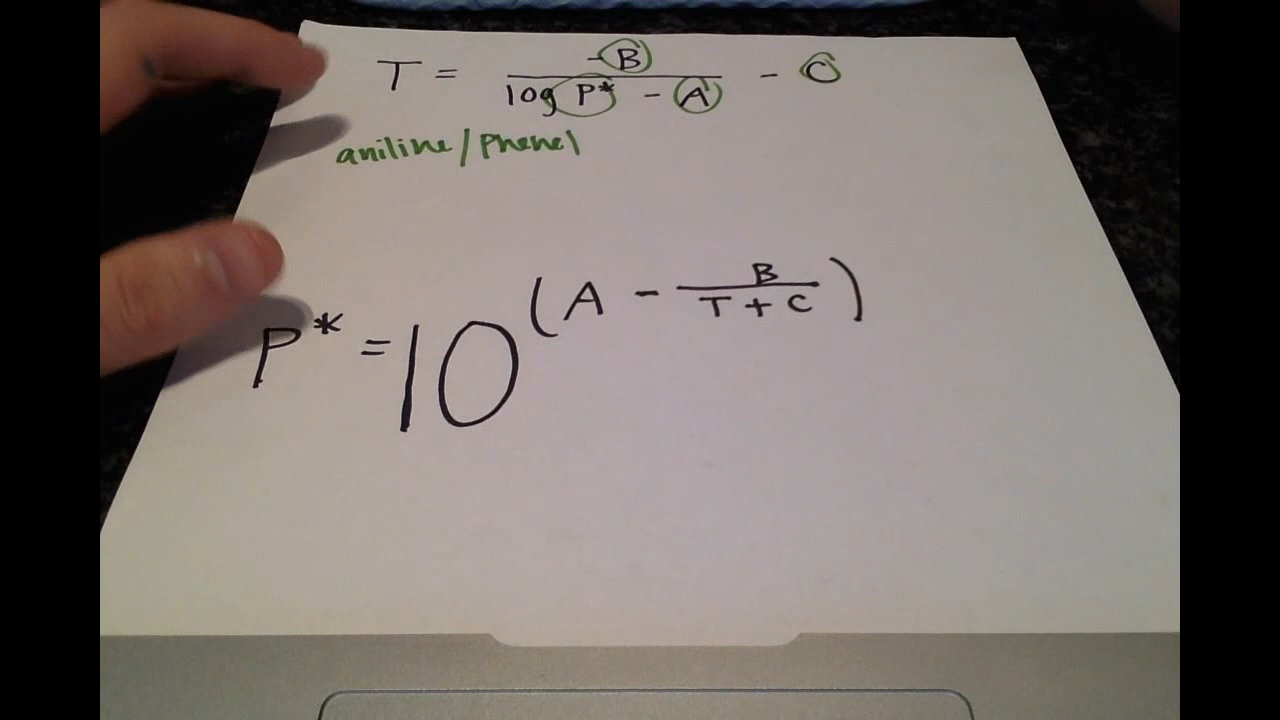 T = -B / (log P* - A) - C
aniline/Phenol
P* = 10^(A - B/(T + C))